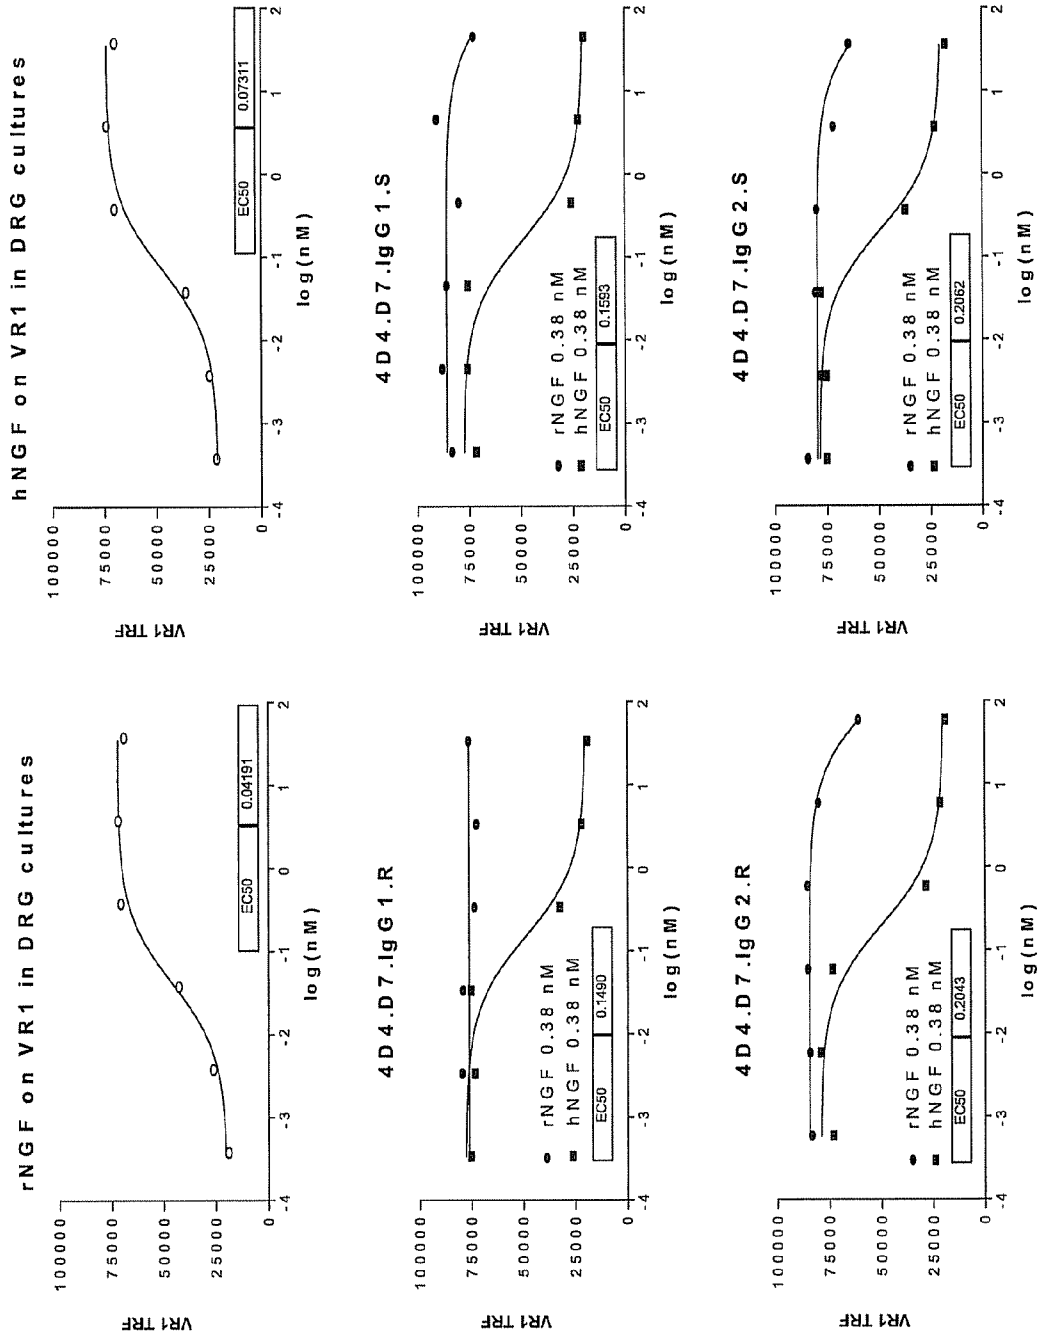 rNGF on VR1 in DRG cultures
100000
75000
50000
25000
0
VR1 TRF
EC50 0.04191
-4 -3 -2 -1 0 1 2
log(nM)
hNGF on VR1 in DRG cultures
100000
75000
50000
25000
0
VR1 TRF
EC50 0.07311
-4 -3 -2 -1 0 1 2
log(nM)
4D4.D7.IgG1.R
100000
75000
50000
25000
0
VR1 TRF
rNGF 0.38 nM
hNGF 0.38 nM
EC50 0.1490
-4 -3 -2 -1 0 1 2
log(nM)
4D4.D7.IgG1.S
100000
75000
50000
25000
0
VR1 TRF
rNGF 0.38 nM
hNGF 0.38 nM
EC50 0.1593
-4 -3 -2 -1 0 1 2
log(nM)
4D4.D7.IgG2.R
100000
75000
50000
25000
0
VR1 TRF
rNGF 0.38 nM
hNGF 0.38 nM
EC50 0.2043
-4 -3 -2 -1 0 1 2
log(nM)
4D4.D7.IgG2.S
100000
75000
50000
25000
0
VR1 TRF
rNGF 0.38 nM
hNGF 0.38 nM
EC50 0.2062
-4 -3 -2 -1 0 1 2
log(nM)